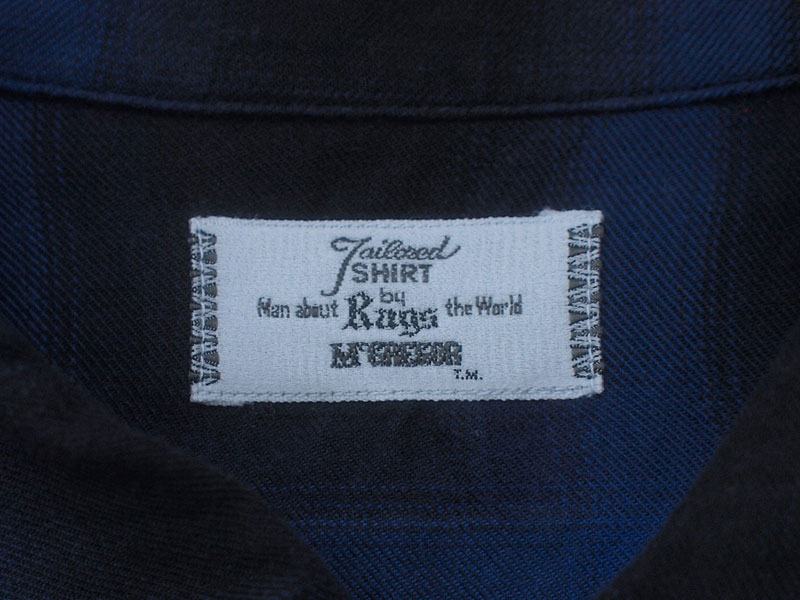 Tailored
SHIRT
by
Man about Rags the World
McGREGOR
T.M.